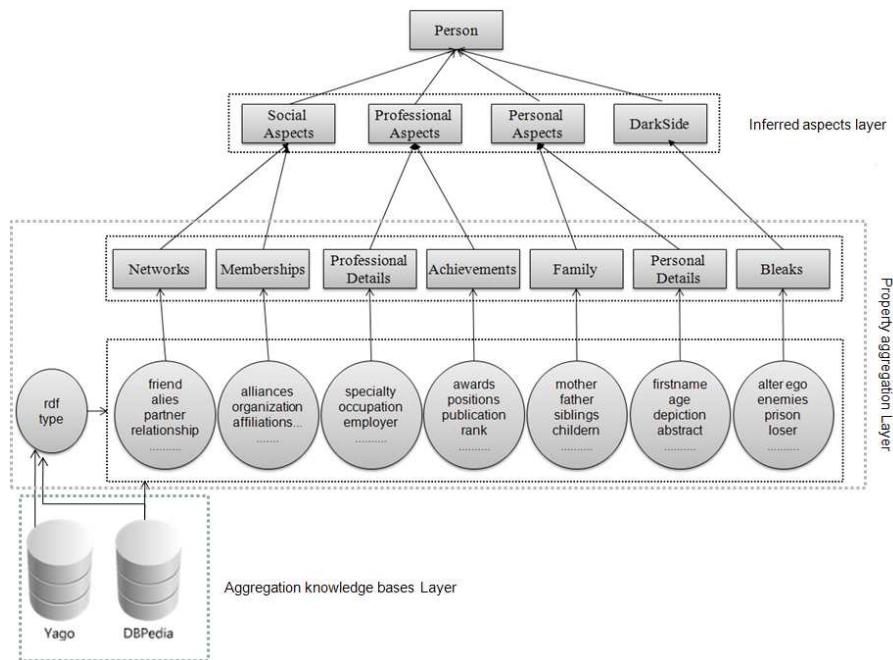 Person
Social
Aspects
Professional
Aspects
Personal
Aspects
DarkSide
Inferred aspects layer
Networks
Memberships
Professional
Details
Achievements
Family
Personal
Details
Bleaks
Property aggregation Layer
rdf
type
friend
alies
partner
relationship
..........
alliances
organization
affiliations...
.......
specialty
occupation
employer
..........
awards
positions
publication
rank
..........
mother
father
siblings
childern
..........
firstname
age
depiction
abstract
..........
alter ego
enemies
prison
loser
..........
Yago
DBPedia
Aggregation knowledge bases Layer